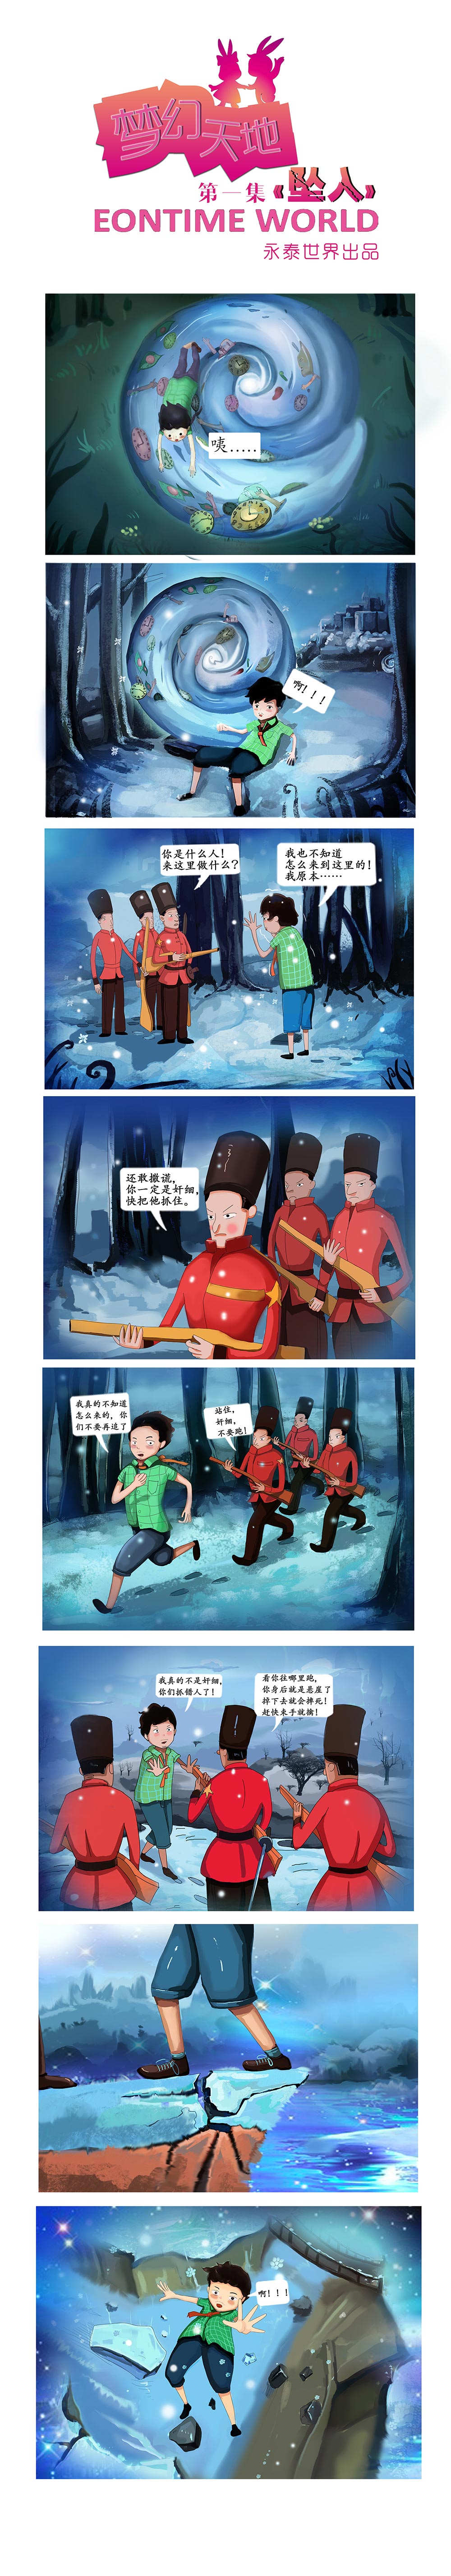 梦幻天地
第一集《坠人》
EONTIME WORLD
永泰世界出品
咦.....
啊！！！
你是什么人！
来这里做什么？
我也不知道
怎么来到这里的！
我原本……
还敢撒谎，
你一定是奸细，
快把他抓住。
我真的不知道
怎么来的，你
们不要再追了
站住，
奸细，
不要跑！
我真的不是奸细，
你们抓错人了！
看你往哪里跑，
你身后就是悬崖了
掉下去就会摔死！
赶快束手就擒！
啊！！！